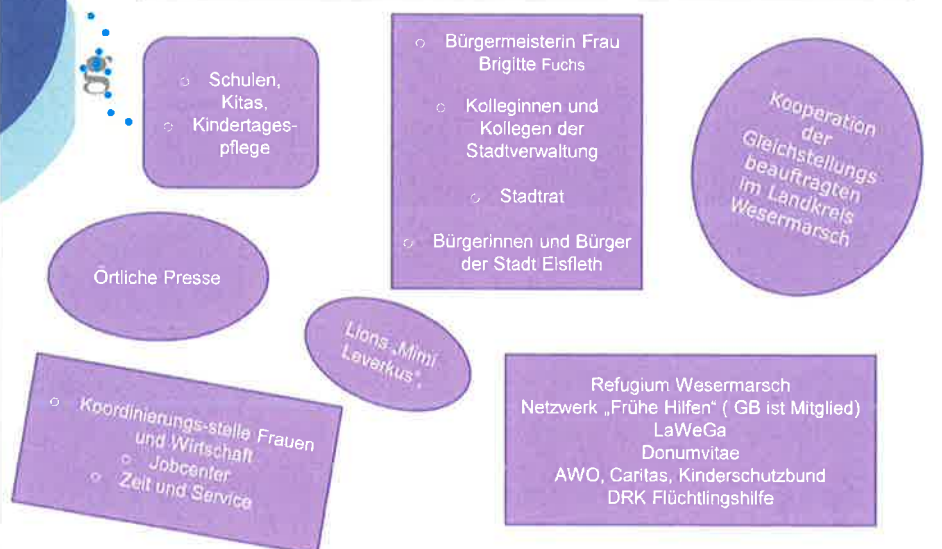 g
Schulen,
Kitas,
Kindertages-
pflege
Bürgermeisterin Frau
Brigitte Fuchs
Kolleginnen und
Kollegen der
Stadtverwaltung
Stadtrat
Bürgerinnen und Bürger
der Stadt Elsfleth
Kooperation
der
Gleichstellungs
beauftragten
im Landkreis
Wesermarsch
Örtliche Presse
Lions „Mimi
Leverkus“,
Koordinierungs-stelle Frauen
und Wirtschaft
Jobcenter
Zeit und Service
Refugium Wesermarsch
Netzwerk „Frühe Hilfen“ ( GB ist Mitglied)
LaWeGa
Donumvitae
AWO, Caritas, Kinderschutzbund
DRK Flüchtlingshilfe